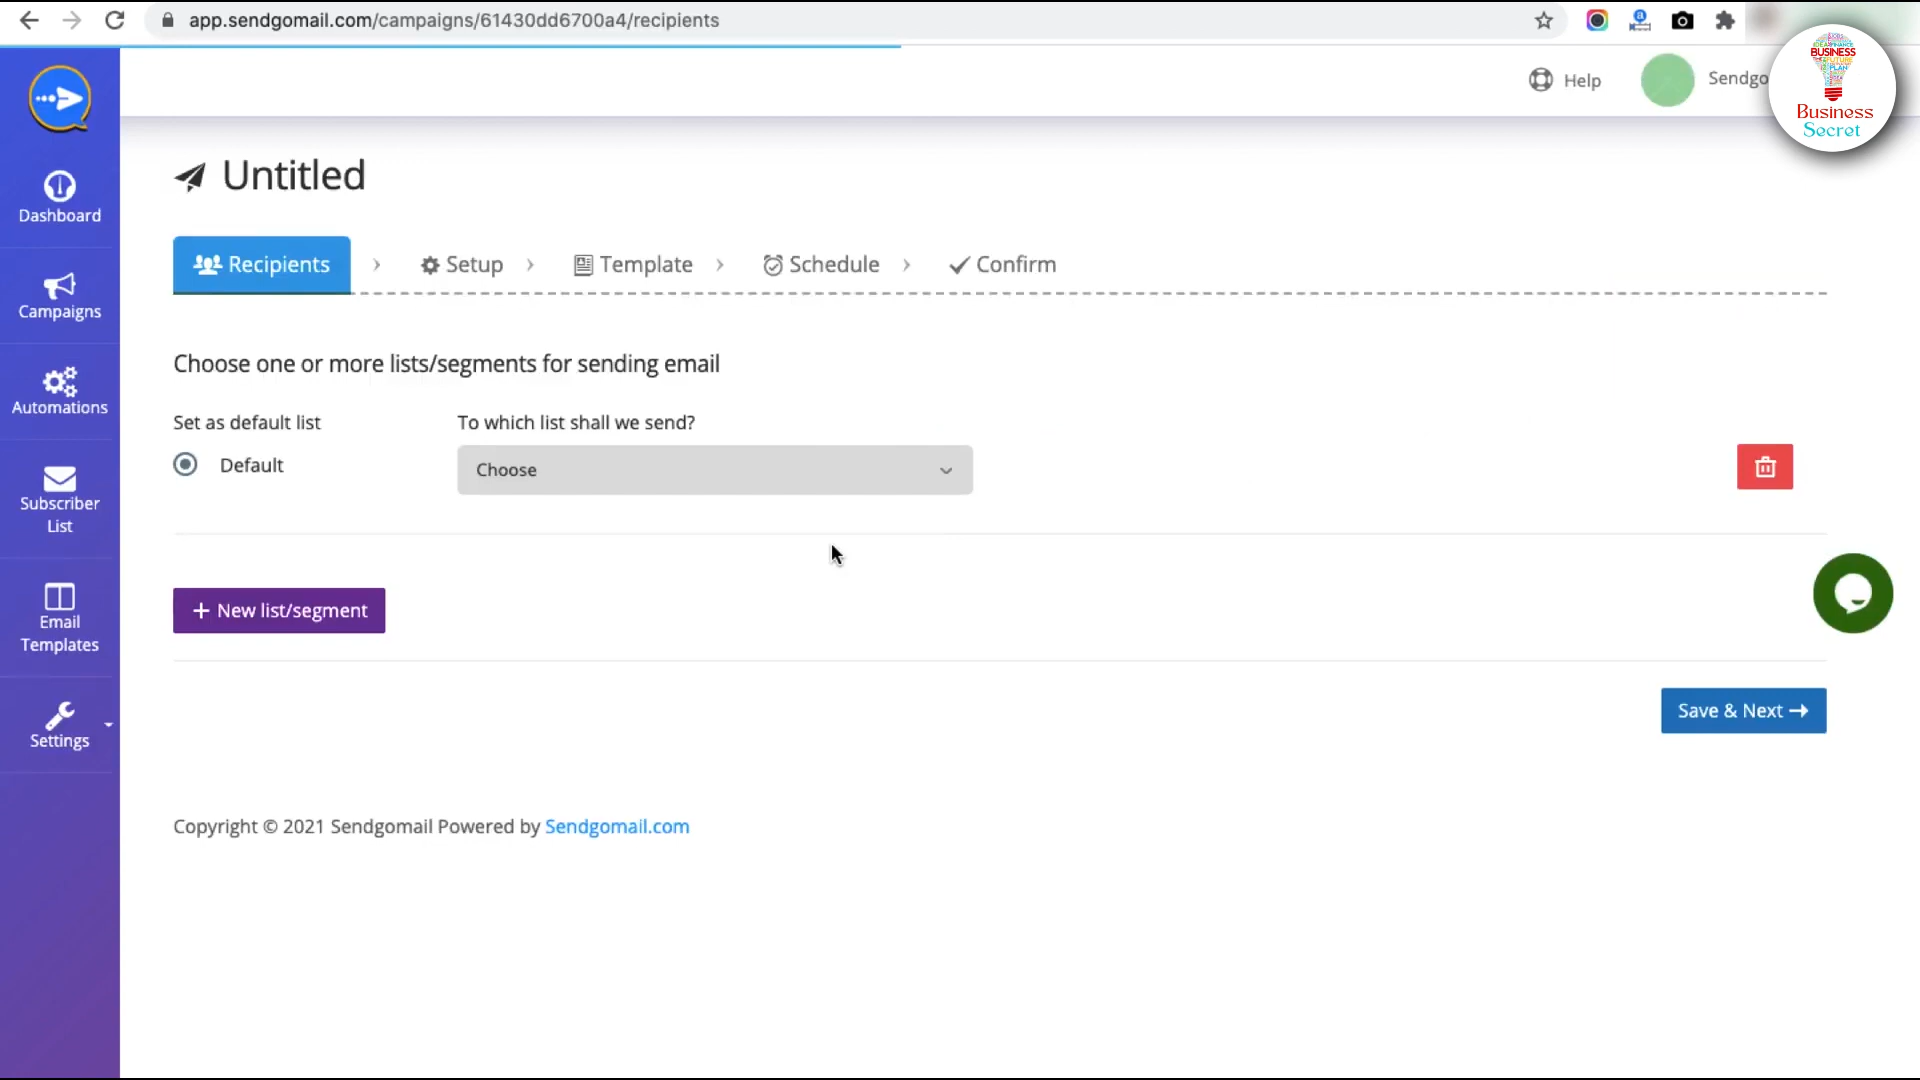 app.sendgomail.com/campaigns/61430dd6700a4/recipients
Help
Sendgo
BUSINESS
FUTURE
PLAN
Business
Secret
Untitled
Dashboard
Recipients
Setup
Template
Schedule
Confirm
Campaigns
Choose one or more lists/segments for sending email
Automations
Set as default list
To which list shall we send?
Default
Choose
Subscriber
List
New list/segment
Email
Templates
Save & Next
Settings
Copyright © 2021 Sendgomail Powered by Sendgomail.com